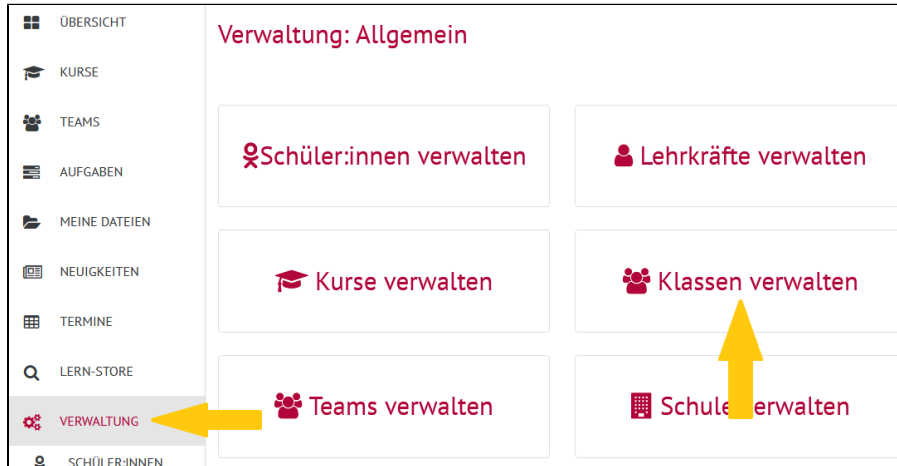 ÜBERSICHT
KURSE
TEAMS
AUFGABEN
MEINE DATEIEN
NEUIGKEITEN
TERMINE
LERN-STORE
VERWALTUNG
SCHÜLER:INNEN
Verwaltung: Allgemein
Schüler:innen verwalten
Lehrkräfte verwalten
Kurse verwalten
Klassen verwalten
Teams verwalten
Schule verwalten